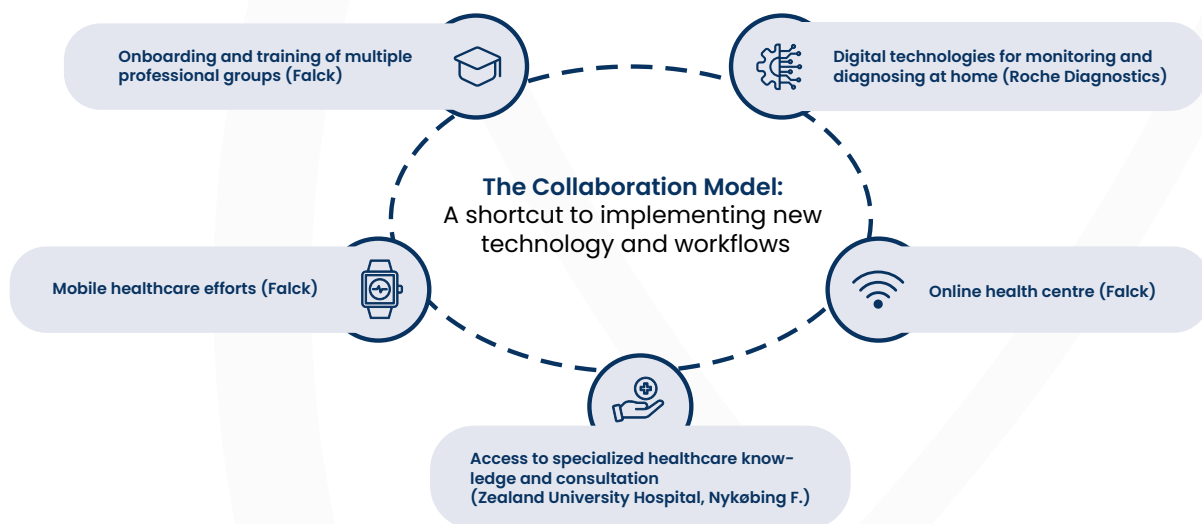 Onboarding and training of multiple
professional groups (Falck)
Digital technologies for monitoring and
diagnosing at home (Roche Diagnostics)
The Collaboration Model:
A shortcut to implementing new
technology and workflows
Mobile healthcare efforts (Falck)
Online health centre (Falck)
Access to specialized healthcare know-
ledge and consultation
(Zealand University Hospital, Nykøbing F.)